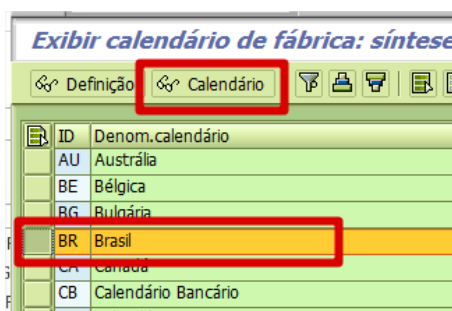 Exibir calendário de fábrica: síntese
Definição Calendário
ID Denom.calendário
AU Austrália
BE Bélgica
BG Bulgária
BR Brasil
CA Canadá
CB Calendário Bancário